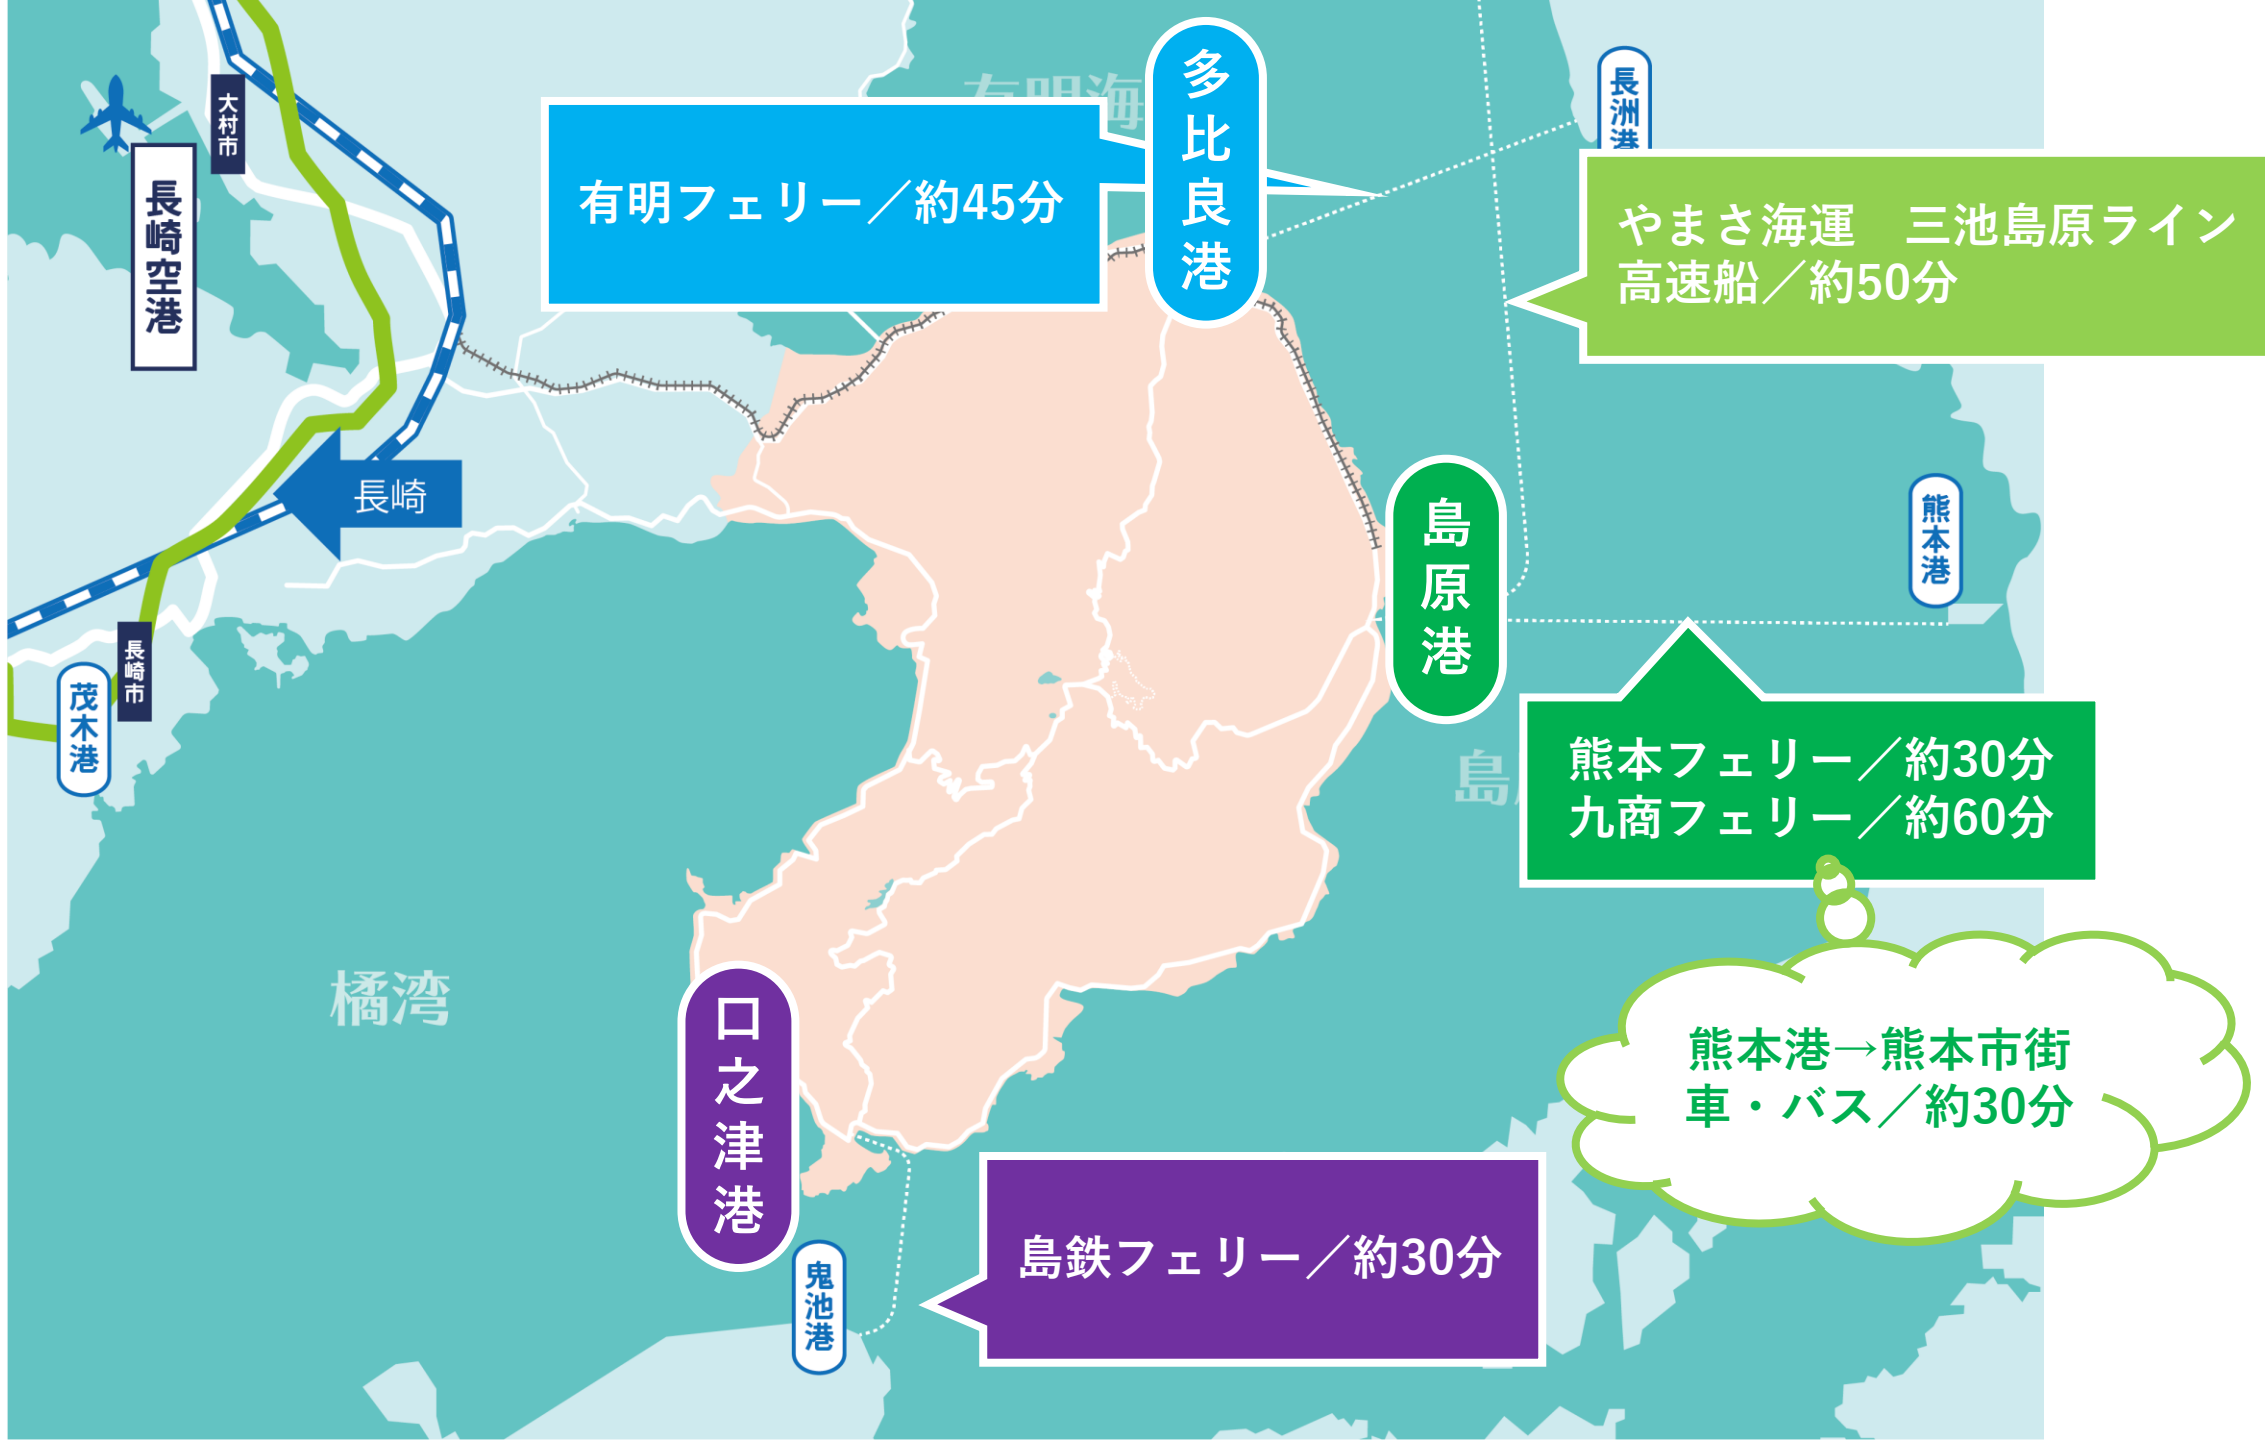 有明海
多比良港
長洲港
大村市
長崎空港
有明フェリー／約45分
やまさ海運　三池島原ライン
高速船／約50分
長崎
島原港
熊本港
長崎市
茂木港
島
熊本フェリー／約30分
九商フェリー／約60分
橘湾
口之津港
熊本港→熊本市街
車・バス／約30分
島鉄フェリー／約30分
鬼池港